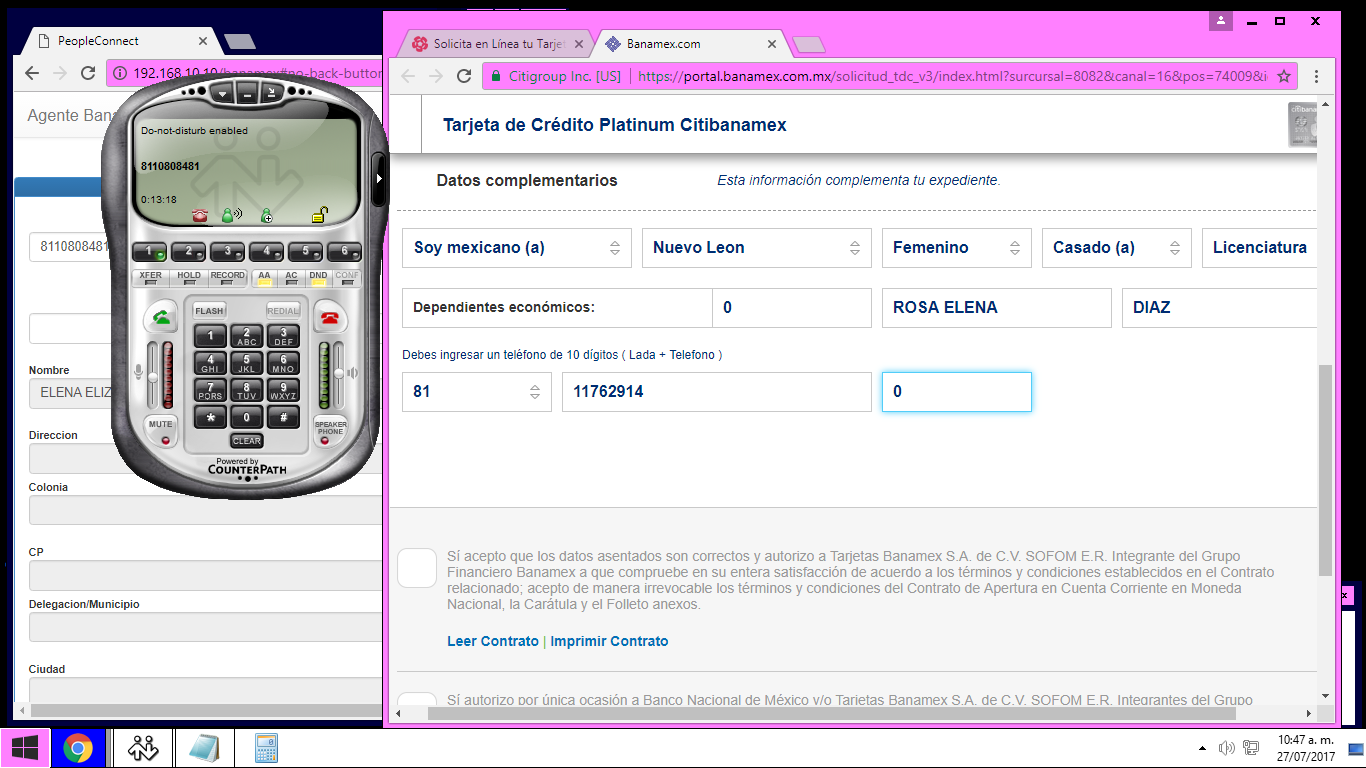 PeopleConnect
192.168.10.10/banamex#no-back-button
Agente Bana
8110808481
Nombre
ELENA ELIZ
Direccion
Colonia
CP
Delegacion/Municipio
Ciudad
Do-not-disturb enabled
8110808481
0:13:18
1 2 3 4 5 6
XFER HOLD RECORD AA AC DND CONF
FLASH REDIAL
1 2 ABC 3 DEF
4 GHI 5 JKL 6 MNO
7 PQRS 8 TUV 9 WXYZ
* 0 #
MUTE CLEAR SPEAKER PHONE
Powered by
COUNTERPATH
Solicita en Línea tu Tarjet
Banamex.com
Citigroup Inc. [US] https://portal.banamex.com.mx/solicitud_tdc_v3/index.html?surcursal=8082&canal=16&pos=74009&i
Tarjeta de Crédito Platinum Citibanamex
Datos complementarios Esta información complementa tu expediente.
Soy mexicano (a) Nuevo Leon Femenino Casado (a) Licenciatura
Dependientes económicos: 0 ROSA ELENA DIAZ
Debes ingresar un teléfono de 10 dígitos ( Lada + Telefono )
81 11762914 0
Sí acepto que los datos asentados son correctos y autorizo a Tarjetas Banamex S.A. de C.V. SOFOM E.R. Integrante del Grupo
Financiero Banamex a que compruebe en su entera satisfacción de acuerdo a los términos y condiciones establecidos en el Contrato
relacionado; acepto de manera irrevocable los términos y condiciones del Contrato de Apertura en Cuenta Corriente en Moneda
Nacional, la Carátula y el Folleto anexos.
Leer Contrato | Imprimir Contrato
Sí autorizo por única ocasión a Banco Nacional de México y/o Tarjetas Banamex S.A. de C.V. SOFOM E.R. Integrantes del Grupo
10:47 a. m.
27/07/2017